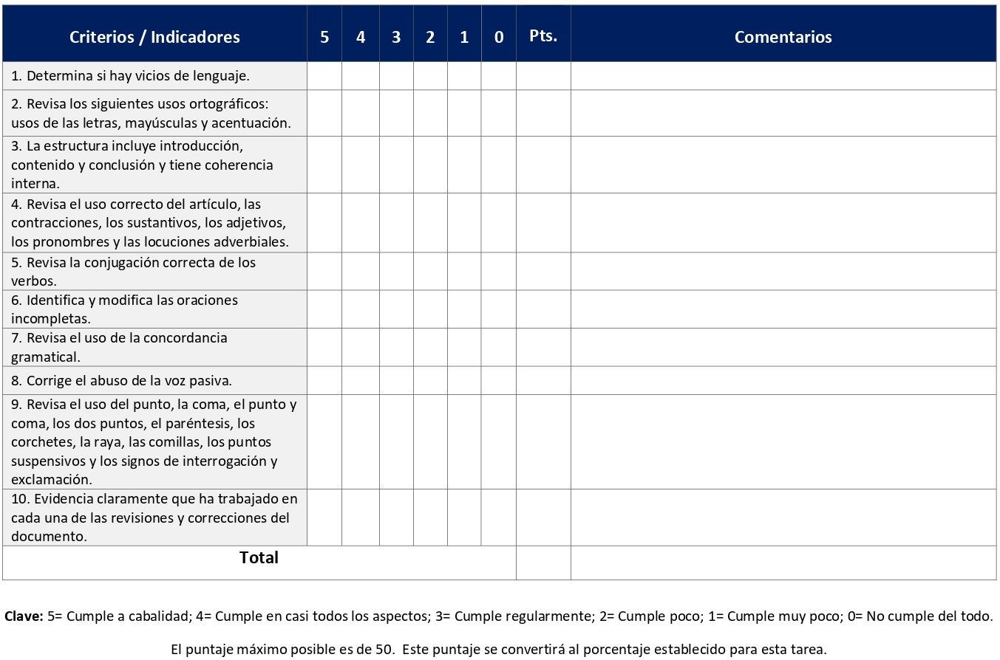 Criterios / Indicadores 5 4 3 2 1 0 Pts. Comentarios
1. Determina si hay vicios de lenguaje.
2. Revisa los siguientes usos ortográficos:
usos de las letras, mayúsculas y acentuación.
3. La estructura incluye introducción,
contenido y conclusión y tiene coherencia
interna.
4. Revisa el uso correcto del artículo, las
contracciones, los sustantivos, los adjetivos,
los pronombres y las locuciones adverbiales.
5. Revisa la conjugación correcta de los
verbos.
6. Identifica y modifica las oraciones
incompletas.
7. Revisa el uso de la concordancia
gramatical.
8. Corrige el abuso de la voz pasiva.
9. Revisa el uso del punto, la coma, el punto y
coma, los dos puntos, el paréntesis, los
corchetes, la raya, las comillas, los puntos
suspensivos y los signos de interrogación y
exclamación.
10. Evidencia claramente que ha trabajado en
cada una de las revisiones y correcciones del
documento.
Total
Clave: 5= Cumple a cabalidad; 4= Cumple en casi todos los aspectos; 3= Cumple regularmente; 2= Cumple poco; 1= Cumple muy poco; 0= No cumple del todo.
El puntaje máximo posible es de 50. Este puntaje se convertirá al porcentaje establecido para esta tarea.